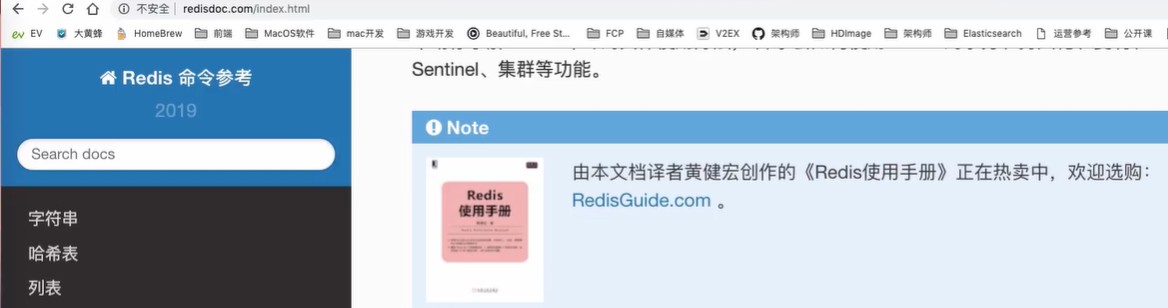 不安全 redisdoc.com/index.html
EV 大黄蜂 HomeBrew 前端 MacOS软件 mac开发 游戏开发 Beautiful, Free St... FCP 自媒体 V2EX 架构师 HDImage 架构师 Elasticsearch 运营参考 公开课
Redis 命令参考
2019
Search docs
字符串
哈希表
列表
Sentinel、集群等功能。
Note
Redis
使用手册
由本文档译者黄健宏创作的《Redis使用手册》正在热卖中，欢迎选购：
RedisGuide.com 。